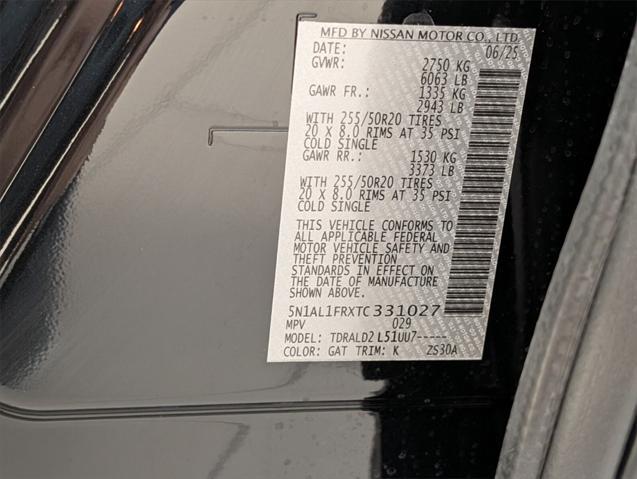 MFD BY NISSAN MOTOR CO., LTD.
DATE: 06/25
GVWR: 2750 KG
6063 LB
GAWR FR.: 1335 KG
2943 LB
WITH 255/50R20 TIRES
20 X 8.0 RIMS AT 35 PSI
COLD SINGLE
GAWR RR.: 1530 KG
3373 LB
WITH 255/50R20 TIRES
20 X 8.0 RIMS AT 35 PSI
COLD SINGLE
THIS VEHICLE CONFORMS TO
ALL APPLICABLE FEDERAL
MOTOR VEHICLE SAFETY AND
THEFT PREVENTION
STANDARDS IN EFFECT ON
THE DATE OF MANUFACTURE
SHOWN ABOVE.
5N1AL1FRXTC331027
MPV 029
MODEL: TDRALD2 L51UU7-----
COLOR: GAT TRIM: K ZS30A